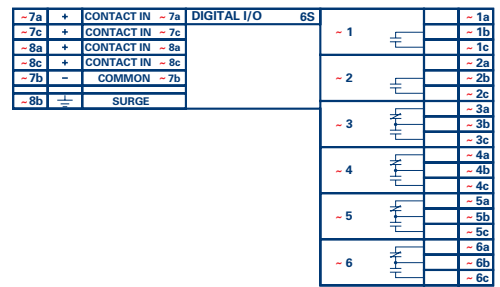 ~ 7a + CONTACT IN ~ 7a DIGITAL I/O 6S
~ 7c + CONTACT IN ~ 7c
~ 8a + CONTACT IN ~ 8a
~ 8c + CONTACT IN ~ 8c
~ 7b – COMMON ~ 7b
~ 8b SURGE
~ 1
~ 1a
~ 1b
~ 1c
~ 2
~ 2a
~ 2b
~ 2c
~ 3
~ 3a
~ 3b
~ 3c
~ 4
~ 4a
~ 4b
~ 4c
~ 5
~ 5a
~ 5b
~ 5c
~ 6
~ 6a
~ 6b
~ 6c